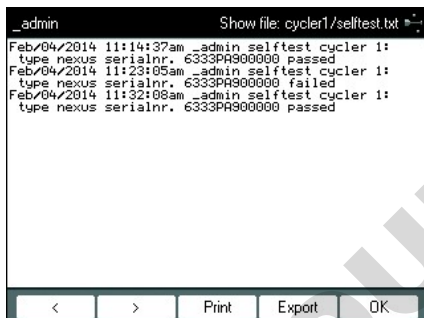 _admin Show file: cycler1/selftest.txt
Feb/04/2014 11:14:37am _admin selftest cycler 1:
type nexus serialnr. 6333PA900000 passed
Feb/04/2014 11:23:05am _admin selftest cycler 1:
type nexus serialnr. 6333PA900000 failed
Feb/04/2014 11:32:08am _admin selftest cycler 1:
type nexus serialnr. 6333PA900000 passed
< > Print Export OK